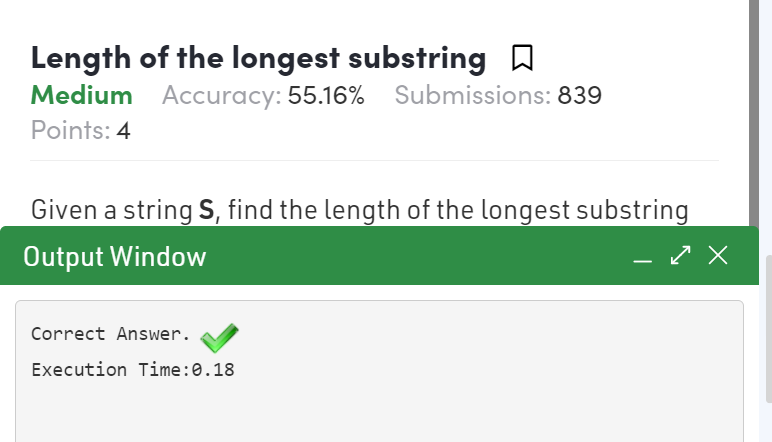 Length of the longest substring
Medium Accuracy: 55.16% Submissions: 839
Points: 4
Given a string S, find the length of the longest substring
Output Window
Correct Answer.
Execution Time:0.18